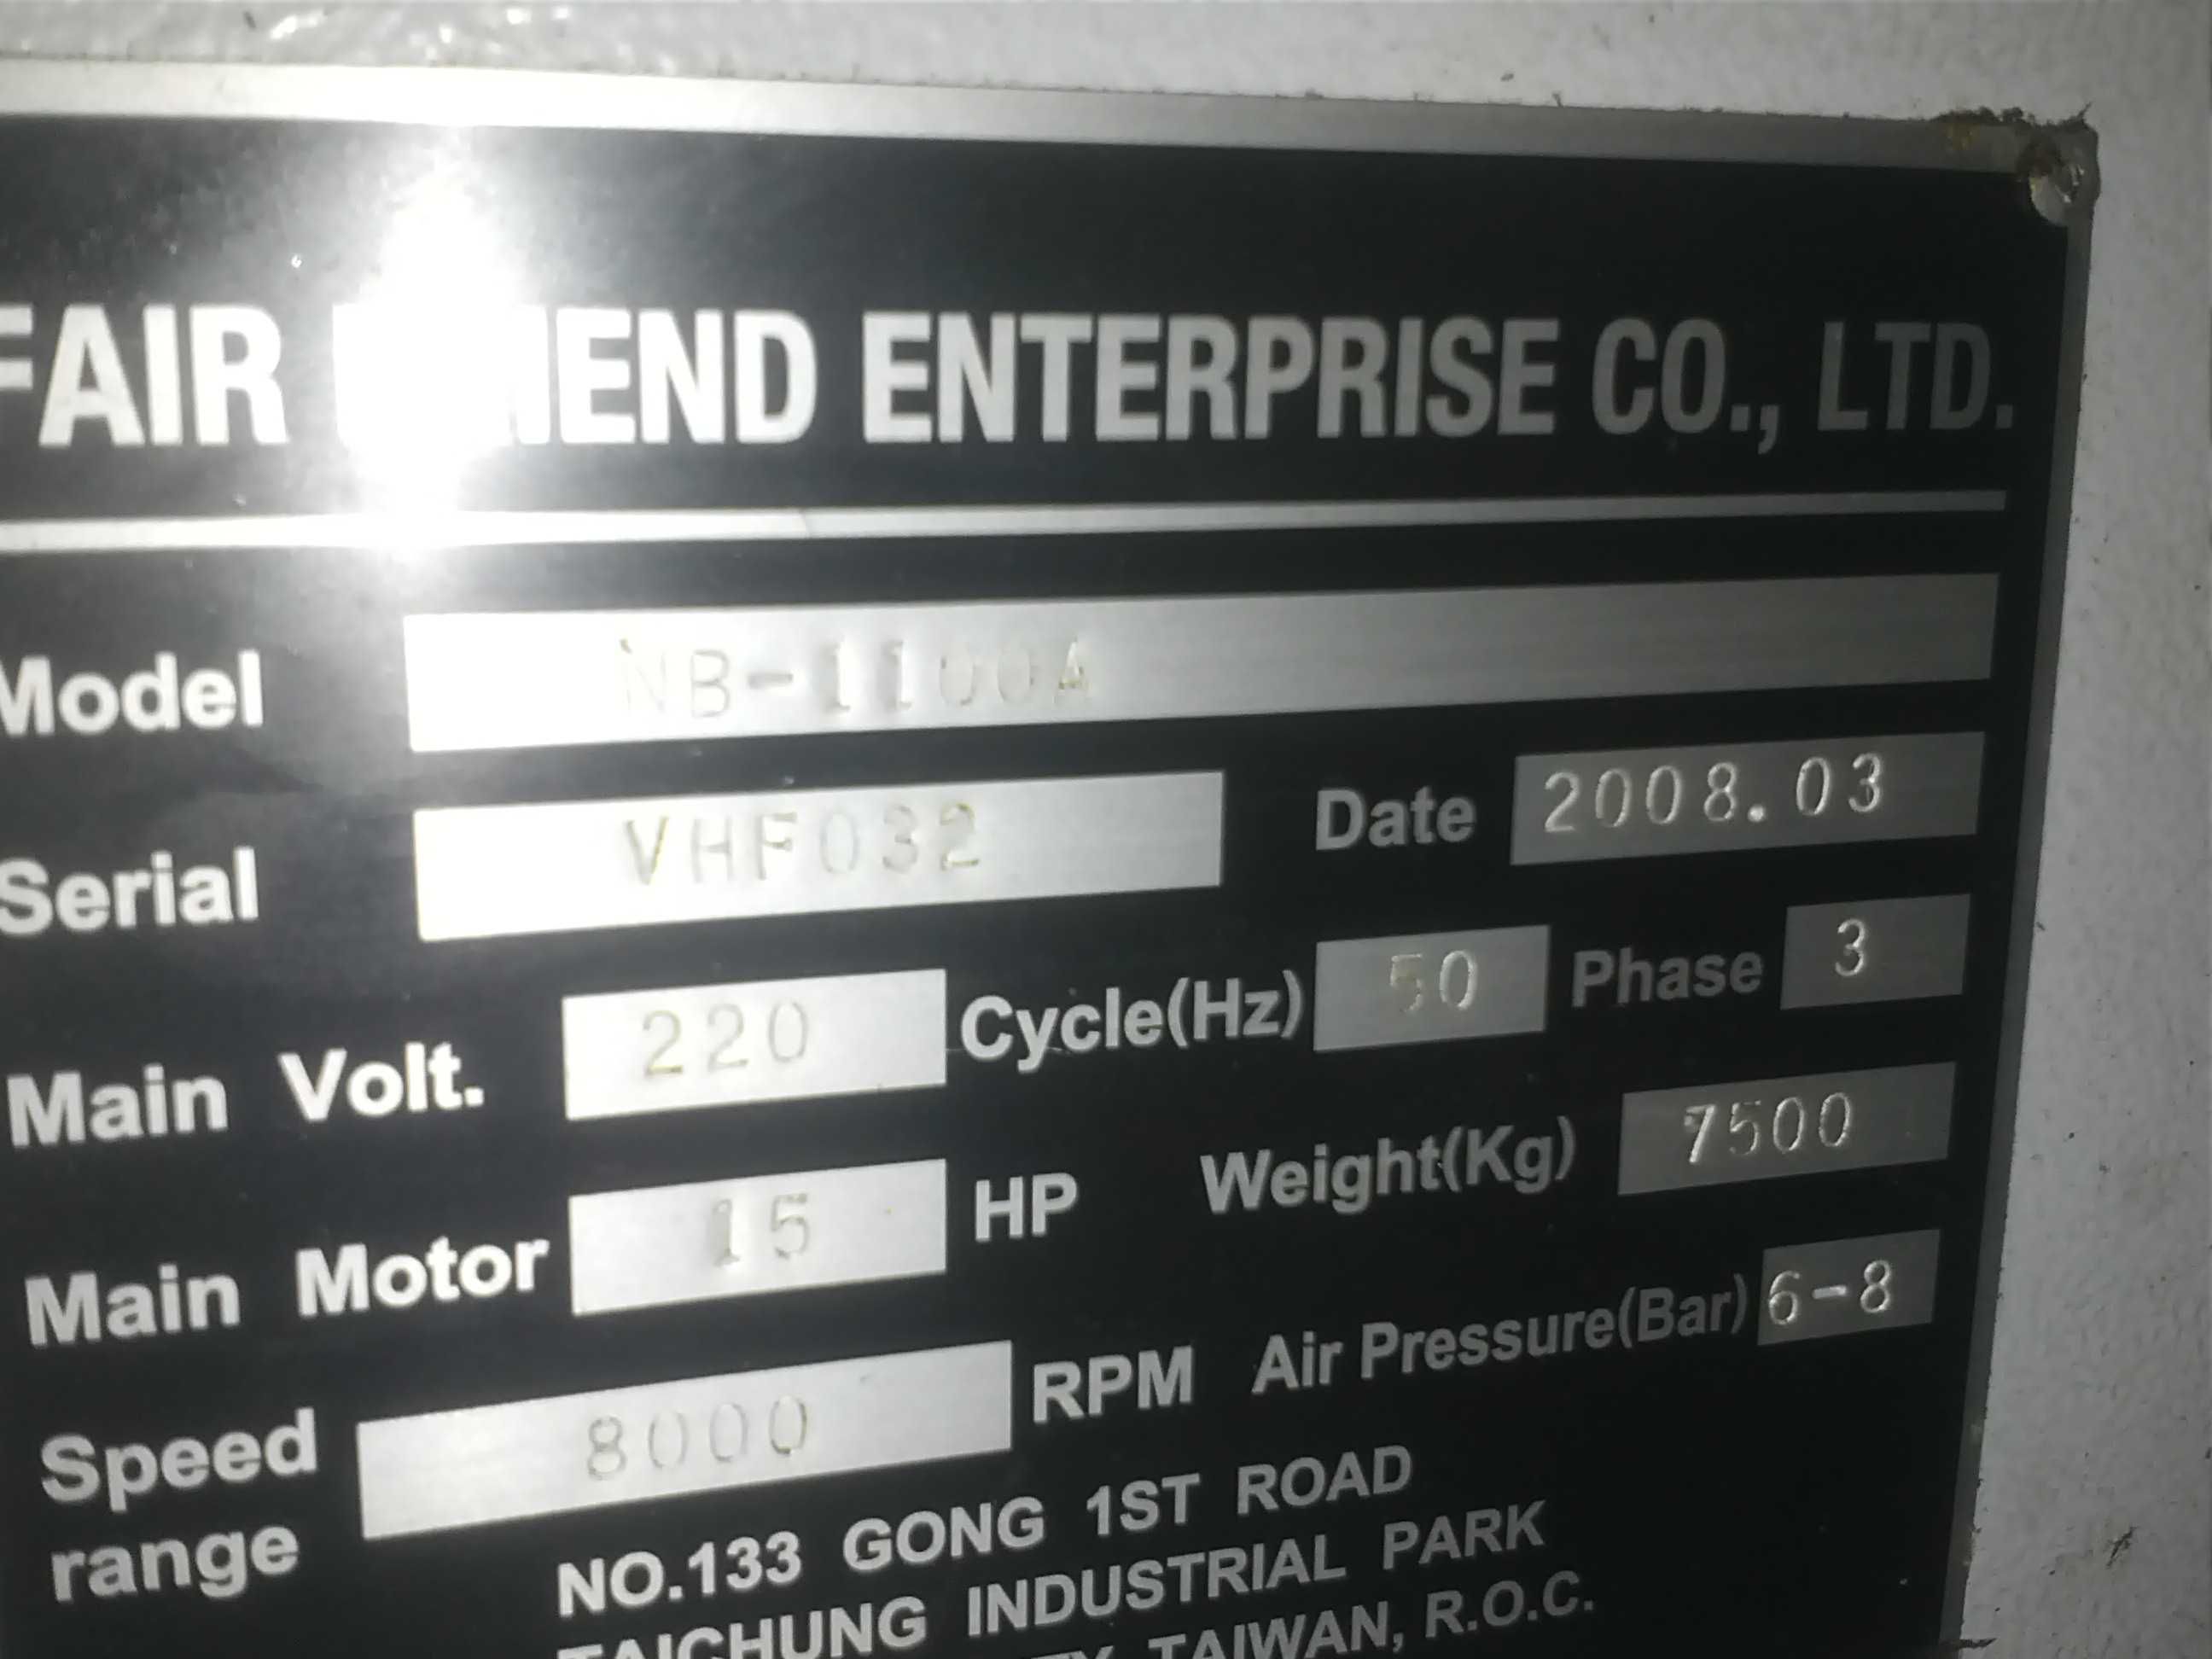 FAIR ENTERPRISE CO., LTD.
Model NB-1100A
Serial VHF032 Date 2008.03
Main Volt. 220 Cycle(Hz) 50 Phase 3
Main Motor 15 HP Weight(Kg) 7500
Speed range 8000 RPM Air Pressure(Bar) 6-8
NO.133 GONG 1ST ROAD
TAICHUNG INDUSTRIAL PARK
TAIWAN, R.O.C.